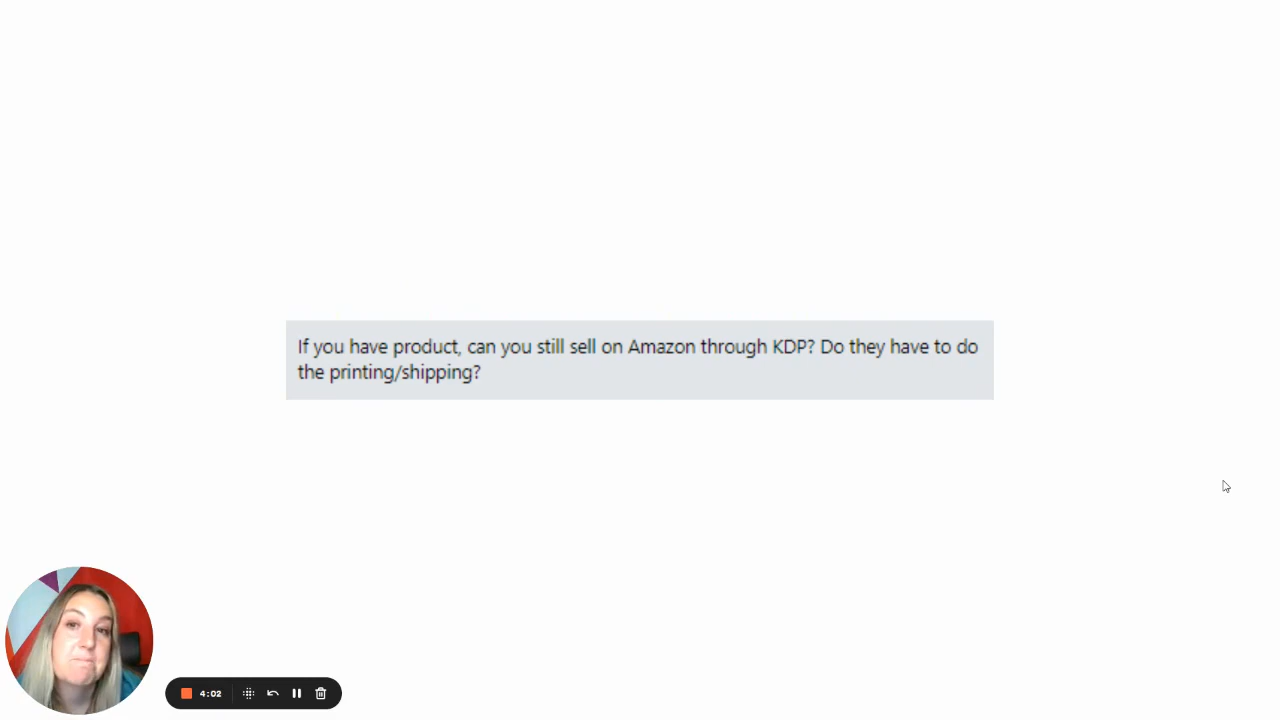 If you have product, can you still sell on Amazon through KDP? Do they have to do
the printing/shipping?
4:02